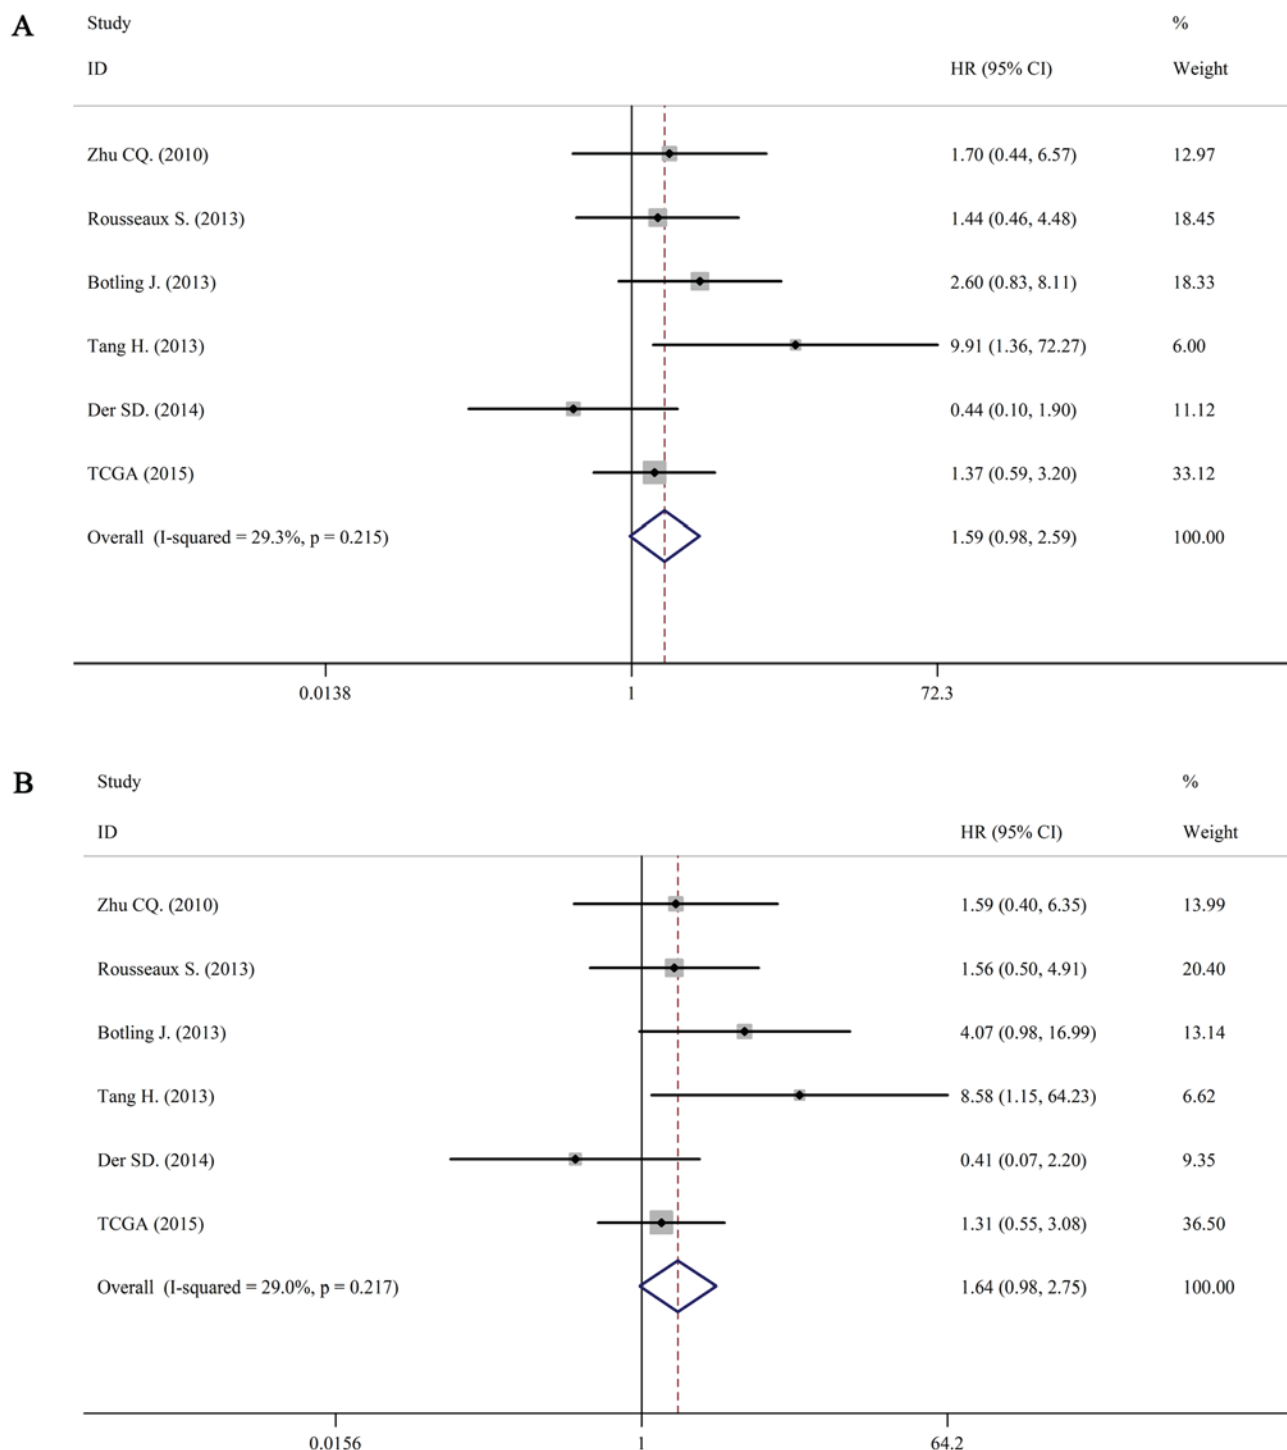 A
Study %
ID HR (95% CI) Weight
Zhu CQ. (2010) 1.70 (0.44, 6.57) 12.97
Rousseaux S. (2013) 1.44 (0.46, 4.48) 18.45
Botling J. (2013) 2.60 (0.83, 8.11) 18.33
Tang H. (2013) 9.91 (1.36, 72.27) 6.00
Der SD. (2014) 0.44 (0.10, 1.90) 11.12
TCGA (2015) 1.37 (0.59, 3.20) 33.12
Overall (I-squared = 29.3%, p = 0.215) 1.59 (0.98, 2.59) 100.00
0.0138 1 72.3
B
Study %
ID HR (95% CI) Weight
Zhu CQ. (2010) 1.59 (0.40, 6.35) 13.99
Rousseaux S. (2013) 1.56 (0.50, 4.91) 20.40
Botling J. (2013) 4.07 (0.98, 16.99) 13.14
Tang H. (2013) 8.58 (1.15, 64.23) 6.62
Der SD. (2014) 0.41 (0.07, 2.20) 9.35
TCGA (2015) 1.31 (0.55, 3.08) 36.50
Overall (I-squared = 29.0%, p = 0.217) 1.64 (0.98, 2.75) 100.00
0.0156 1 64.2